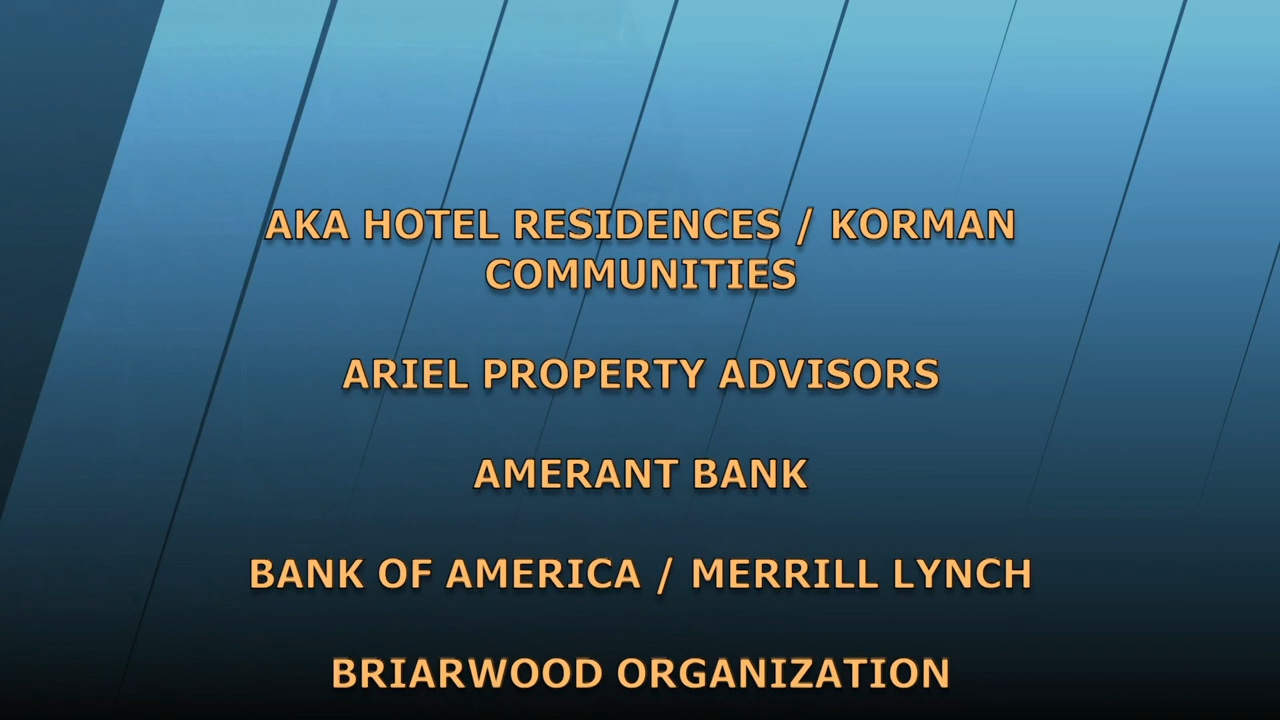 AKA HOTEL RESIDENCES / KORMAN
COMMUNITIES
ARIEL PROPERTY ADVISORS
AMERANT BANK
BANK OF AMERICA / MERRILL LYNCH
BRIARWOOD ORGANIZATION